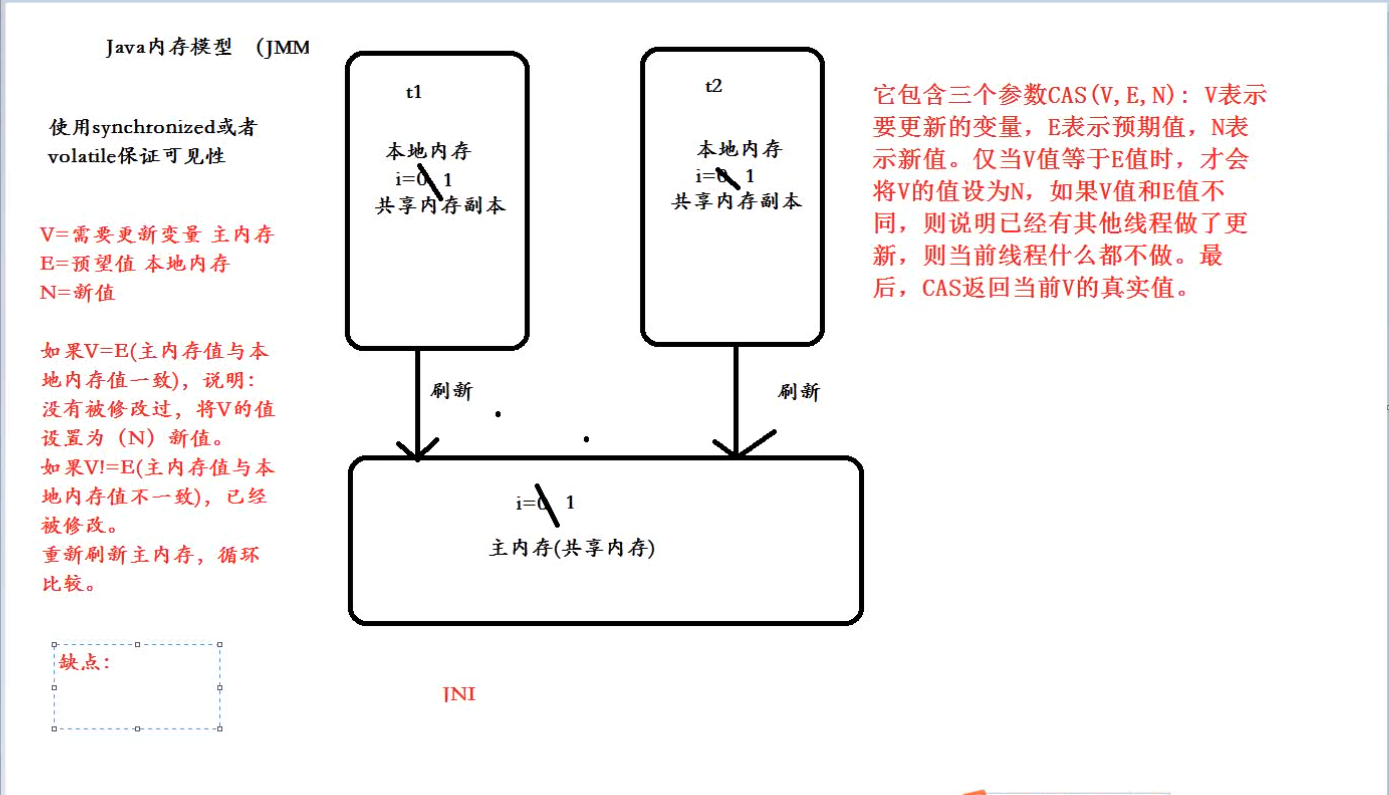 Java内存模型 （JMM
使用synchronized或者
volatile保证可见性
V=需要更新变量 主内存
E=预望值 本地内存
N=新值
如果V=E(主内存值与本
地内存值一致)，说明：
没有被修改过，将V的值
设置为（N）新值。
如果V!=E(主内存值与本
地内存值不一致)，已经
被修改。
重新刷新主内存，循环
比较。
缺点：
t1
本地内存
i=0 1
共享内存副本
刷新
t2
本地内存
i=0 1
共享内存副本
刷新
i=0 1
主内存(共享内存)
JNI
它包含三个参数CAS(V,E,N)：V表示
要更新的变量，E表示预期值，N表
示新值。仅当V值等于E值时，才会
将V的值设为N，如果V值和E值不
同，则说明已经有其他线程做了更
新，则当前线程什么都不做。最
后，CAS返回当前V的真实值。